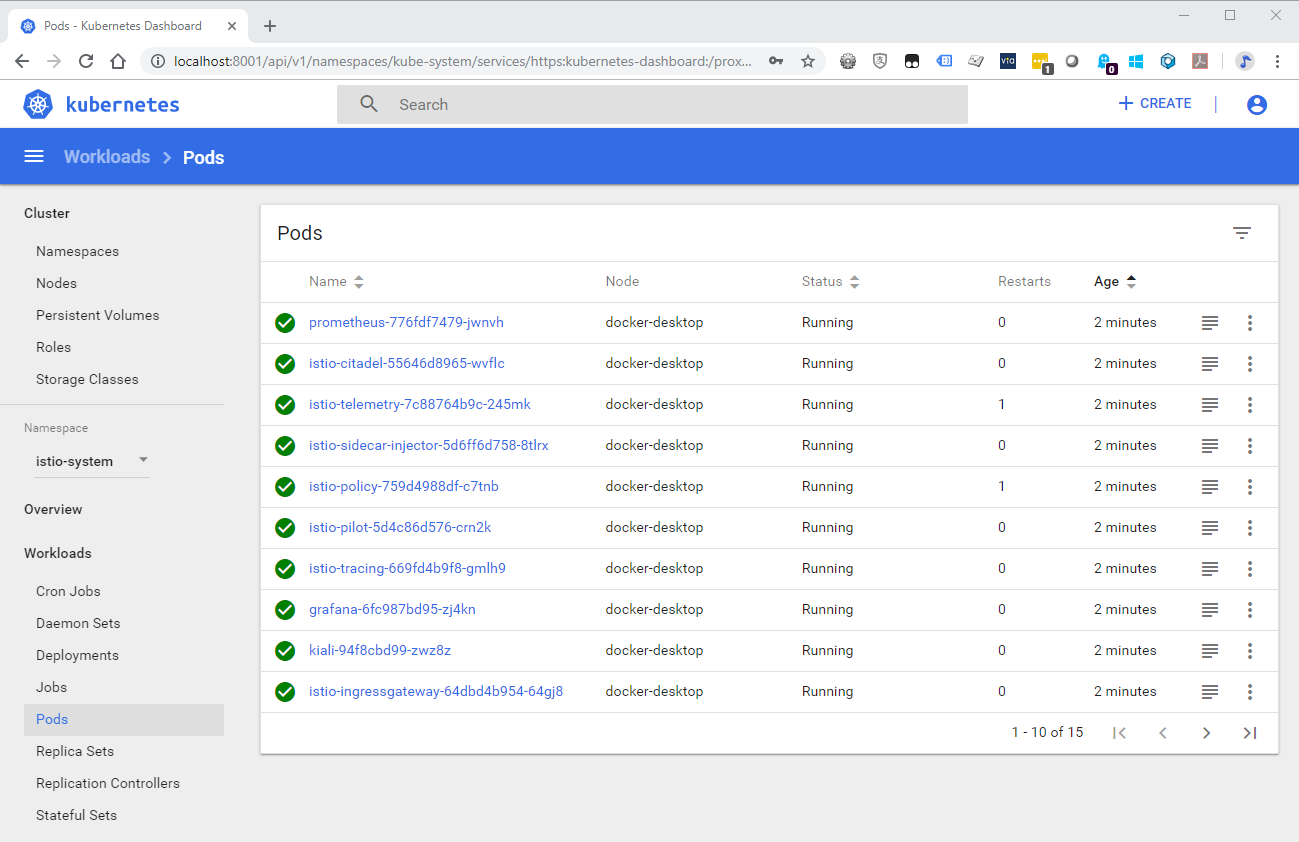 Pods - Kubernetes Dashboard
localhost:8001/api/v1/namespaces/kube-system/services/https:kubernetes-dashboard:/prox...
vta
1
0
kubernetes
Search
CREATE
Workloads > Pods
Cluster
Namespaces
Nodes
Persistent Volumes
Roles
Storage Classes
Namespace
istio-system
Overview
Workloads
Cron Jobs
Daemon Sets
Deployments
Jobs
Pods
Replica Sets
Replication Controllers
Stateful Sets
Pods
Name Node Status Restarts Age
prometheus-776fdf7479-jwnvh docker-desktop Running 0 2 minutes
istio-citadel-55646d8965-wvflc docker-desktop Running 0 2 minutes
istio-telemetry-7c88764b9c-245mk docker-desktop Running 1 2 minutes
istio-sidecar-injector-5d6ff6d758-8tlrx docker-desktop Running 0 2 minutes
istio-policy-759d4988df-c7tnb docker-desktop Running 1 2 minutes
istio-pilot-5d4c86d576-crn2k docker-desktop Running 0 2 minutes
istio-tracing-669fd4b9f8-gmlh9 docker-desktop Running 0 2 minutes
grafana-6fc987bd95-zj4kn docker-desktop Running 0 2 minutes
kiali-94f8cbd99-zwz8z docker-desktop Running 0 2 minutes
istio-ingressgateway-64dbd4b954-64gj8 docker-desktop Running 0 2 minutes
1 - 10 of 15